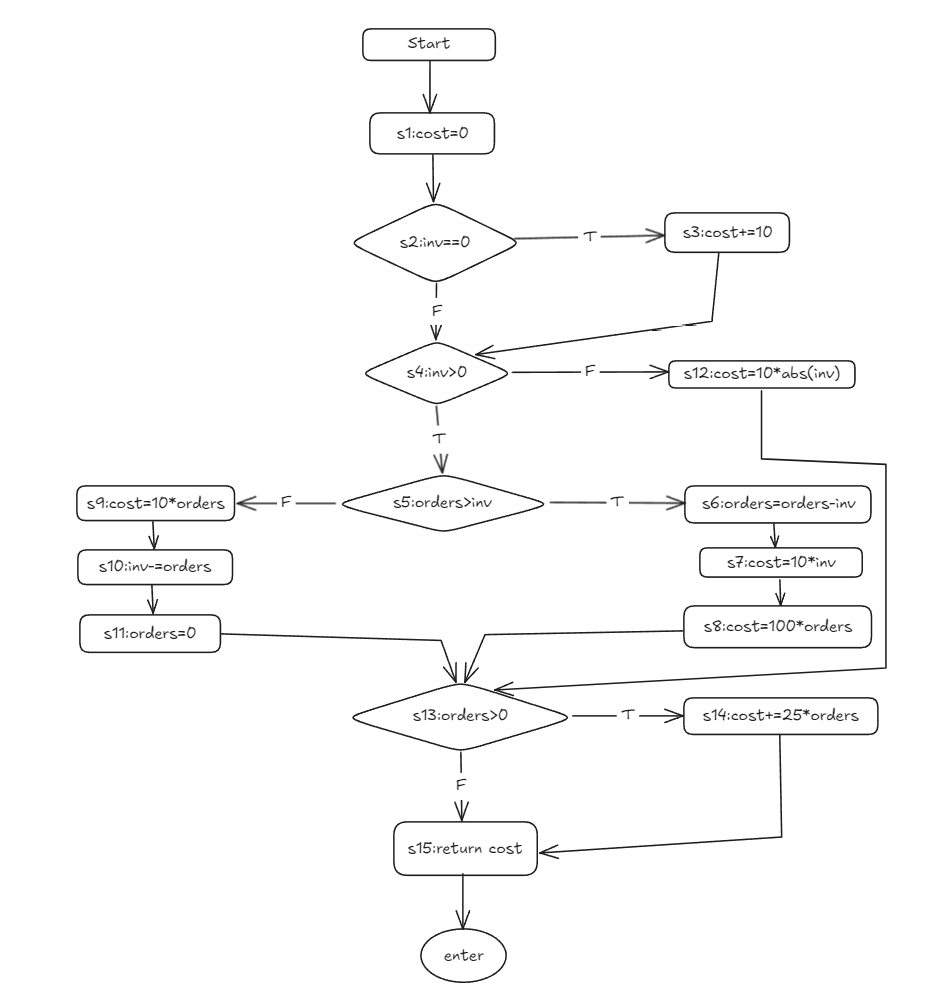 Start
s1:cost=0
s2:inv==0
T
s3:cost+=10
F
s4:inv>0
F
s12:cost=10*abs(inv)
T
s9:cost=10*orders
F
s5:orders>inv
T
s6:orders=orders-inv
s10:inv-=orders
s7:cost=10*inv
s11:orders=0
s8:cost=100*orders
s13:orders>0
T
s14:cost+=25*orders
F
s15:return cost
enter